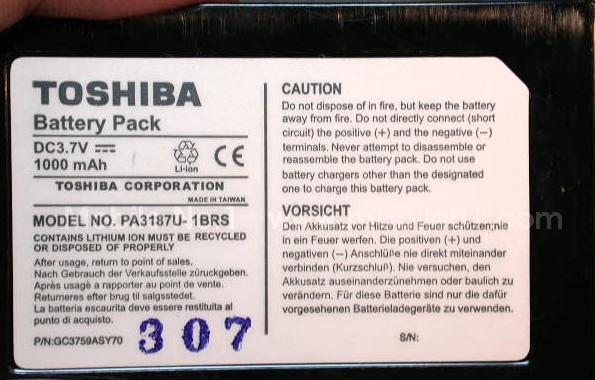 TOSHIBA
Battery Pack
DC3.7V
1000 mAh
Li-ion
CE
TOSHIBA CORPORATION
MADE IN TAIWAN
MODEL NO. PA3187U-1BRS
CONTAINS LITHIUM ION MUST BE RECYCLED
OR DISPOSED OF PROPERLY
After usage, return to point of sales.
Nach Gebrauch der Verkaufsstelle zürückgeben.
Après usagè a rapporter au point de vente.
Returneres efter brug til salgsstedet.
La batteria escaurita deve essere restituita al
punto di acquisto.
307
P/N:GC3759ASY70
CAUTION
Do not dispose of in fire, but keep the battery
away from fire. Do not directly connect (short
circuit) the positive (+) and the negative (−)
terminals. Never attempt to disassemble or
reassemble the battery pack. Do not use
battery chargers other than the designated
one to charge this battery pack.
VORSICHT
Den Akkusatz vor Hitze und Feuer schützen;nie
in ein Feuer werfen. Die positiven (+) und
negativen (−) Anschlüße nie direkt miteinander
verbinden (Kurzschluß). Nie versuchen, den
Akkusatz auseinanderzünehmen oder baulich zu
verändern. Für diese Batterie sind nur die dafür
vorgesehenen Batterieladegeräte zu verwenden.
S/N: